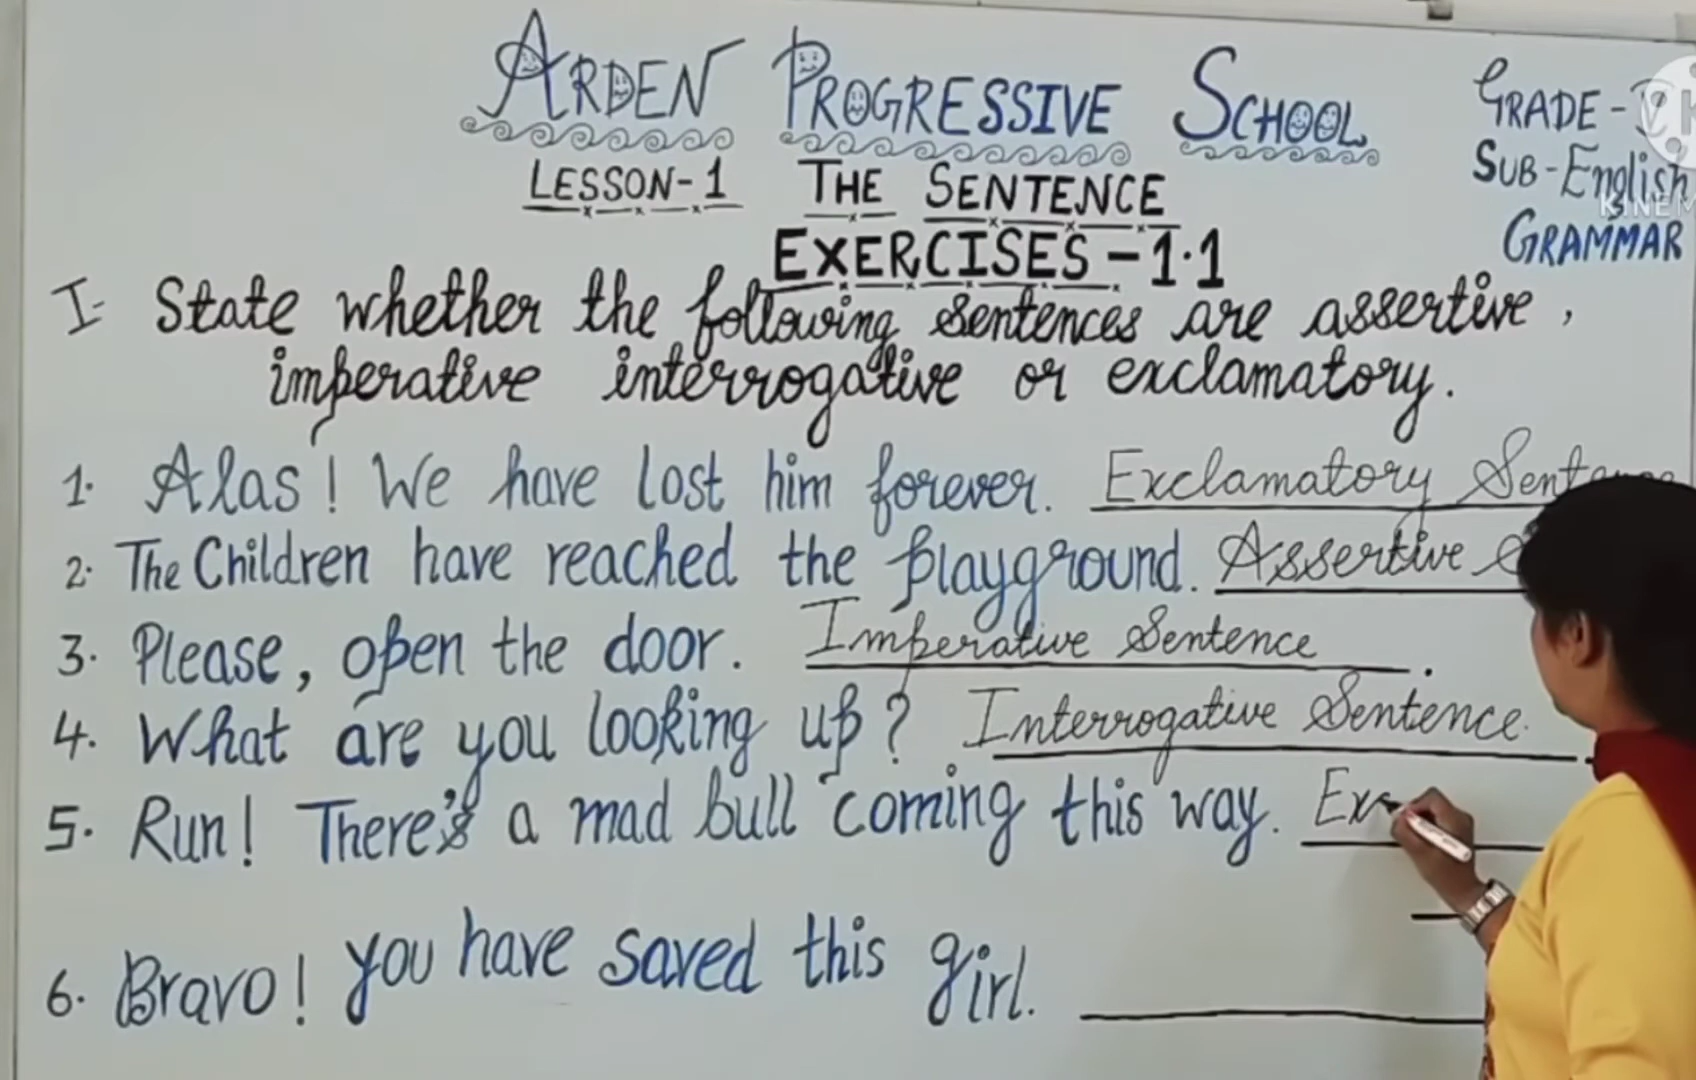 ARDEN PROGRESSIVE SCHOOL
GRADE-
SUB-English
GRAMMAR
LESSON-1 THE SENTENCE
EXERCISES-1.1
I- State whether the following sentences are assertive,
imperative interrogative or exclamatory.
1. Alas! We have lost him forever. Exclamatory Sentence
2. The Children have reached the playground. Assertive
3. Please, open the door. Imperative Sentence.
4. What are you looking up? Interrogative Sentence.
5. Run! There's a mad bull coming this way. Ex
6. Bravo! you have saved this girl.